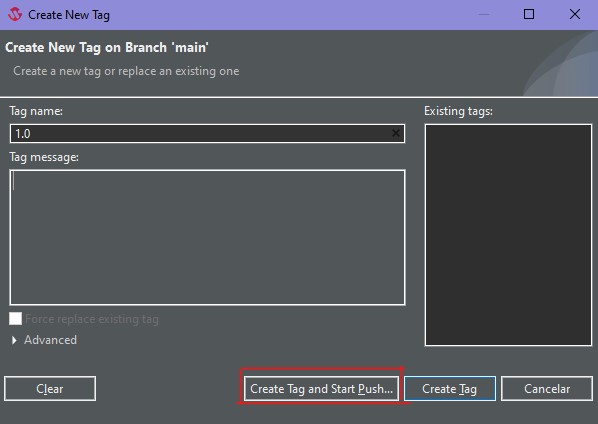 Create New Tag
Create New Tag on Branch 'main'
Create a new tag or replace an existing one
Tag name:
Existing tags:
1.0
Tag message:
Force replace existing tag
Advanced
Clear
Create Tag and Start Push...
Create Tag
Cancelar